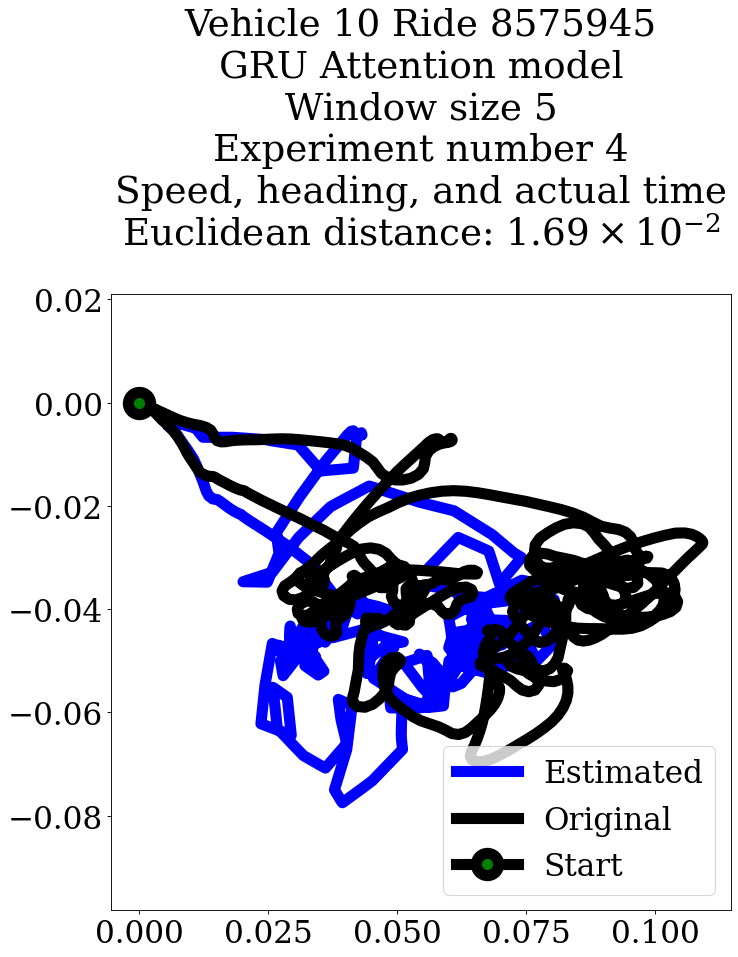 Vehicle 10 Ride 8575945
GRU Attention model
Window size 5
Experiment number 4
Speed, heading, and actual time
Euclidean distance: 1.69 × 10⁻²
0.02
0.00
−0.02
−0.04
−0.06
−0.08
Estimated
Original
Start
0.000 0.025 0.050 0.075 0.100